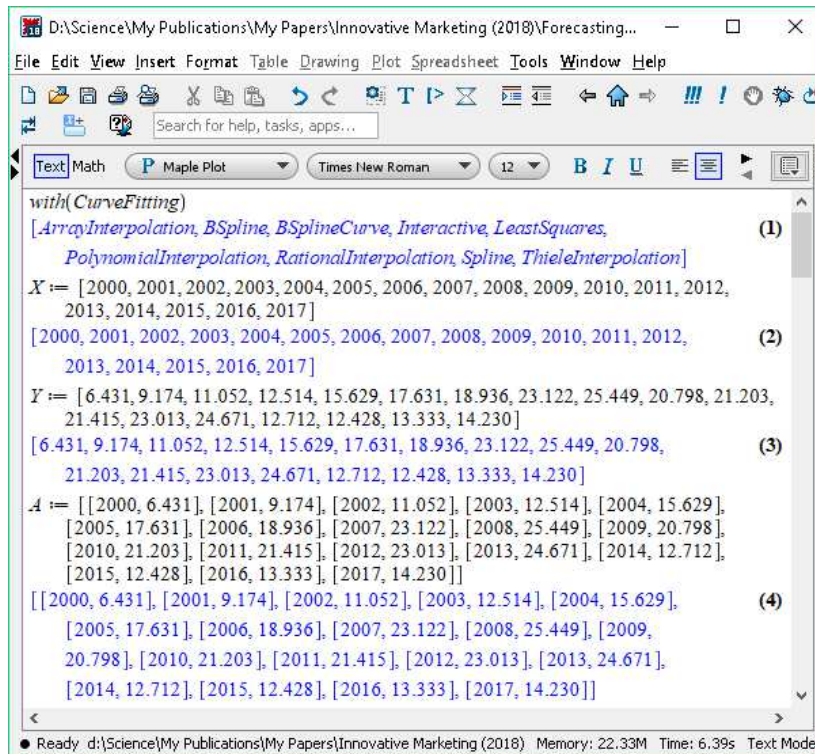 D:\Science\My Publications\My Papers\Innovative Marketing (2018)\Forecasting...
File Edit View Insert Format Table Drawing Plot Spreadsheet Tools Window Help
Search for help, tasks, apps...
Text Math P Maple Plot Times New Roman 12 B I U
with(CurveFitting)
[ArrayInterpolation, BSpline, BSplineCurve, Interactive, LeastSquares, (1)
PolynomialInterpolation, RationalInterpolation, Spline, ThieleInterpolation]
X := [2000, 2001, 2002, 2003, 2004, 2005, 2006, 2007, 2008, 2009, 2010, 2011, 2012,
2013, 2014, 2015, 2016, 2017]
[2000, 2001, 2002, 2003, 2004, 2005, 2006, 2007, 2008, 2009, 2010, 2011, 2012, (2)
2013, 2014, 2015, 2016, 2017]
Y := [6.431, 9.174, 11.052, 12.514, 15.629, 17.631, 18.936, 23.122, 25.449, 20.798, 21.203,
21.415, 23.013, 24.671, 12.712, 12.428, 13.333, 14.230]
[6.431, 9.174, 11.052, 12.514, 15.629, 17.631, 18.936, 23.122, 25.449, 20.798, (3)
21.203, 21.415, 23.013, 24.671, 12.712, 12.428, 13.333, 14.230]
A := [[2000, 6.431], [2001, 9.174], [2002, 11.052], [2003, 12.514], [2004, 15.629],
[2005, 17.631], [2006, 18.936], [2007, 23.122], [2008, 25.449], [2009, 20.798],
[2010, 21.203], [2011, 21.415], [2012, 23.013], [2013, 24.671], [2014, 12.712],
[2015, 12.428], [2016, 13.333], [2017, 14.230]]
[[2000, 6.431], [2001, 9.174], [2002, 11.052], [2003, 12.514], [2004, 15.629], (4)
[2005, 17.631], [2006, 18.936], [2007, 23.122], [2008, 25.449], [2009,
20.798], [2010, 21.203], [2011, 21.415], [2012, 23.013], [2013, 24.671],
[2014, 12.712], [2015, 12.428], [2016, 13.333], [2017, 14.230]]
Ready d:\Science\My Publications\My Papers\Innovative Marketing (2018) Memory: 22.33M Time: 6.39s Text Mode